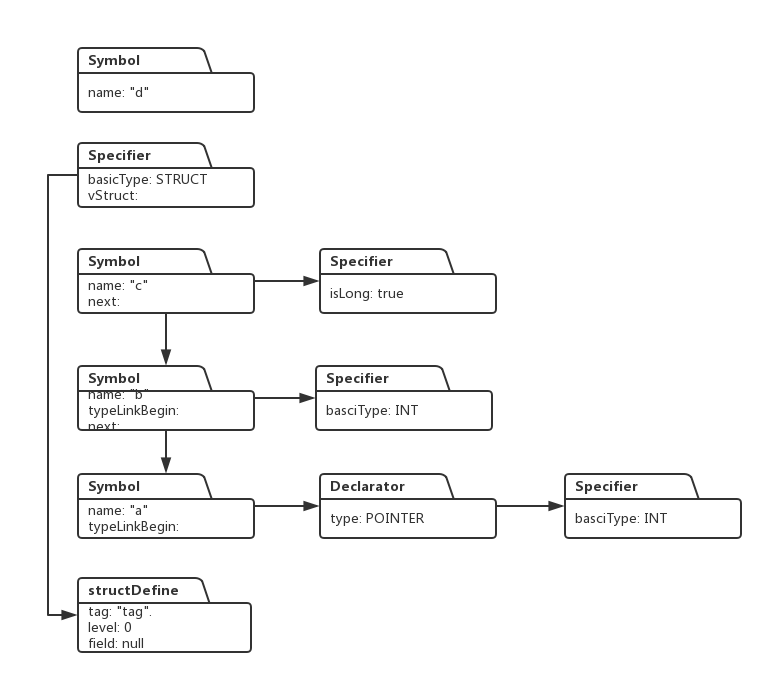 Symbol
name: "d"
Specifier
basicType: STRUCT
vStruct:
Symbol
name: "c"
next:
Specifier
isLong: true
Symbol
name: "b"
typeLinkBegin:
next:
Specifier
basciType: INT
Symbol
name: "a"
typeLinkBegin:
Declarator
type: POINTER
Specifier
basciType: INT
structDefine
tag: "tag".
level: 0
field: null